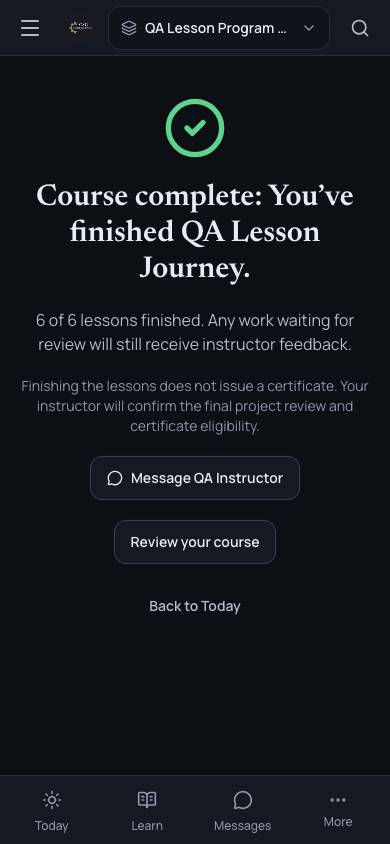 QA Lesson Program ...
Course complete: You’ve
finished QA Lesson
Journey.
6 of 6 lessons finished. Any work waiting for
review will still receive instructor feedback.
Finishing the lessons does not issue a certificate. Your
instructor will confirm the final project review and
certificate eligibility.
Message QA Instructor
Review your course
Back to Today
Today
Learn
Messages
More